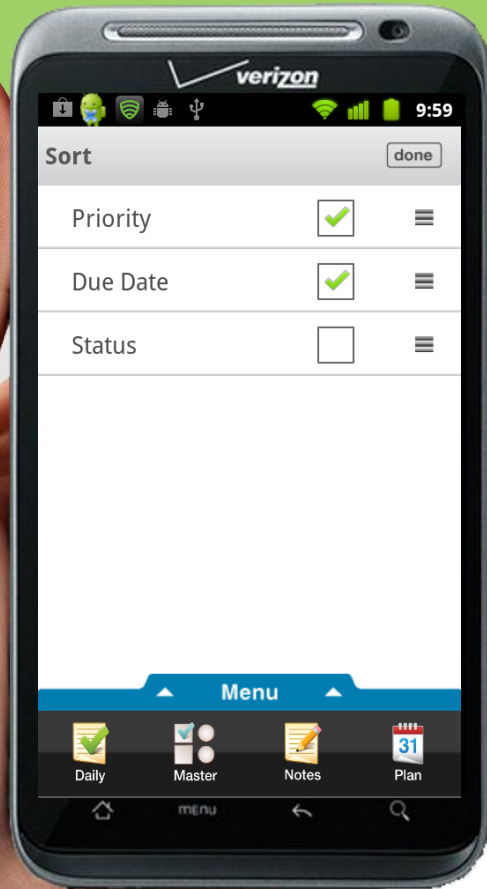 verizon
9:59
Sort
done
Priority
Due Date
Status
Menu
31
Daily
Master
Notes
Plan
menu